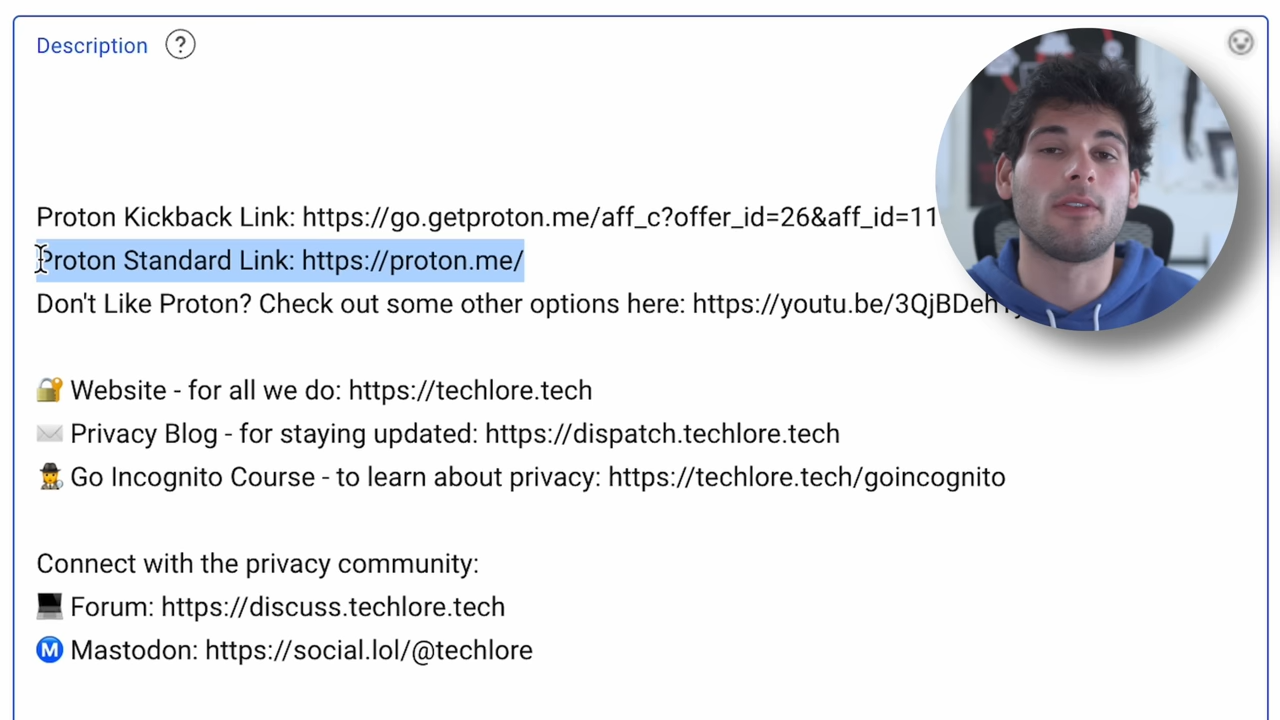 Description ?
Proton Kickback Link: https://go.getproton.me/aff_c?offer_id=26&aff_id=11
Proton Standard Link: https://proton.me/
Don't Like Proton? Check out some other options here: https://youtu.be/3QjBDeh
🔐 Website - for all we do: https://techlore.tech
✉️ Privacy Blog - for staying updated: https://dispatch.techlore.tech
🕵️ Go Incognito Course - to learn about privacy: https://techlore.tech/goincognito
Connect with the privacy community:
💻 Forum: https://discuss.techlore.tech
Ⓜ️ Mastodon: https://social.lol/@techlore